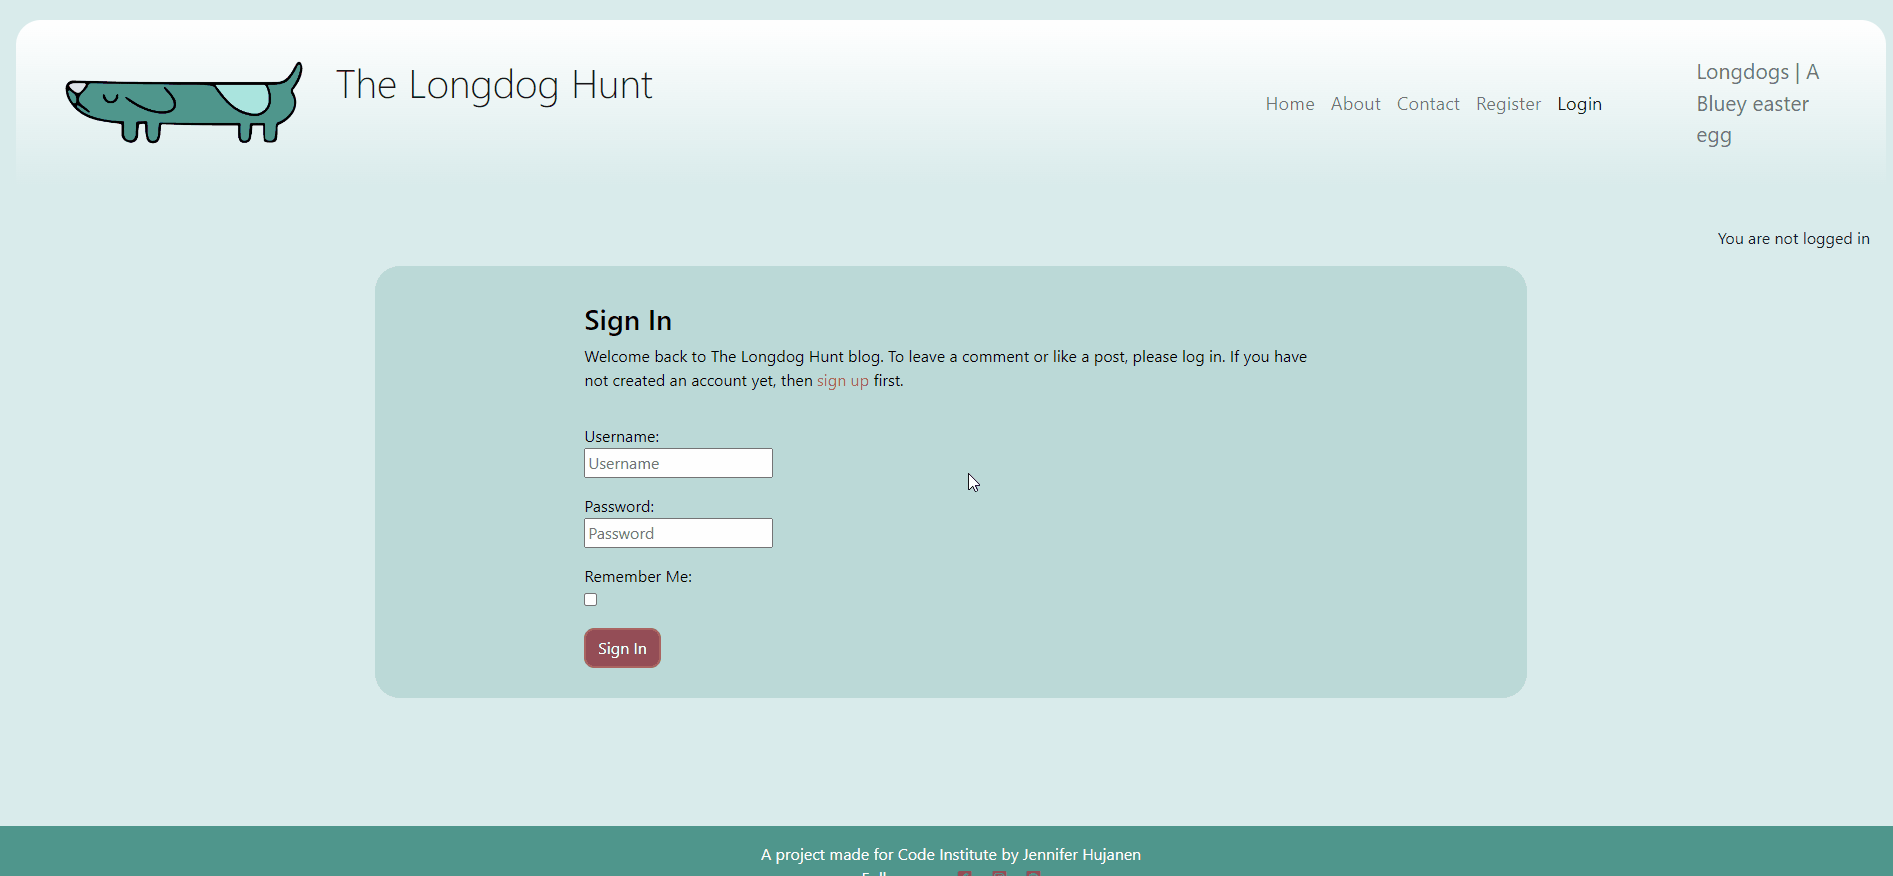 The Longdog Hunt
Home About Contact Register Login
Longdogs | A
Bluey easter
egg
You are not logged in
Sign In
Welcome back to The Longdog Hunt blog. To leave a comment or like a post, please log in. If you have
not created an account yet, then sign up first.
Username:
Username
Password:
Password
Remember Me:
Sign In
A project made for Code Institute by Jennifer Hujanen